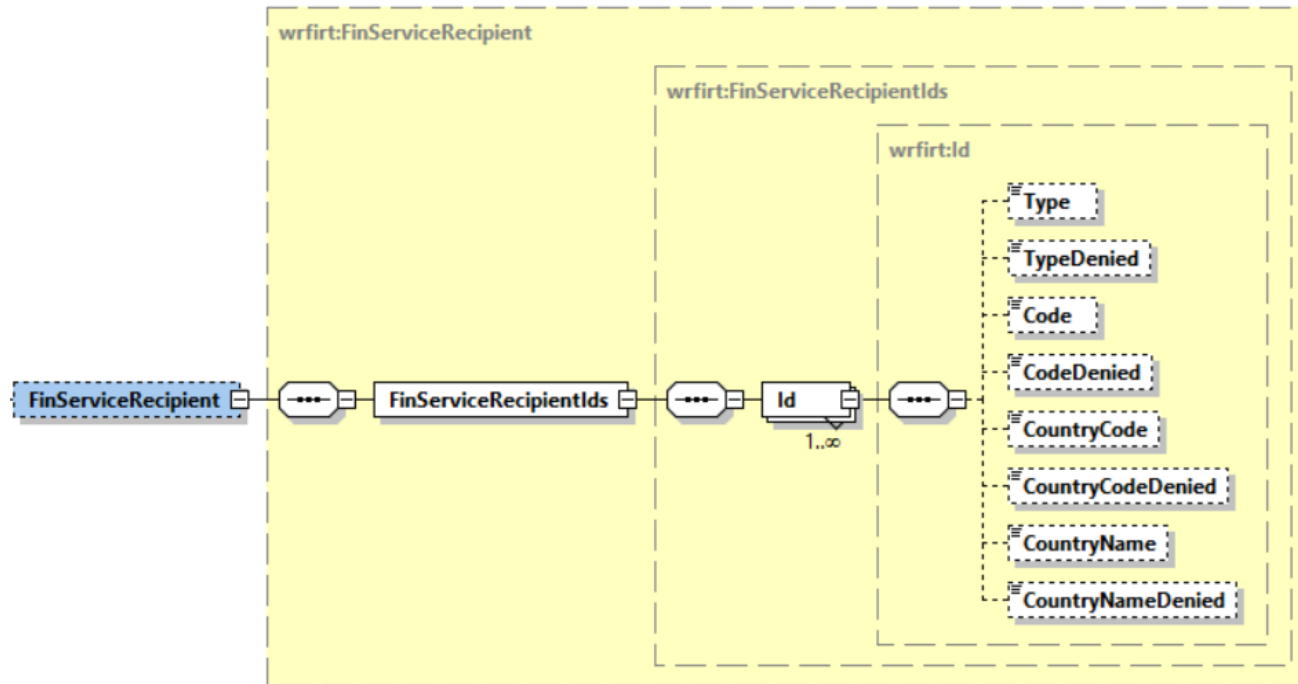 wrfirt:FinServiceRecipient
wrfirt:FinServiceRecipientIds
wrfirt:Id
Type
TypeDenied
Code
CodeDenied
FinServiceRecipient
FinServiceRecipientIds
Id
1..∞
CountryCode
CountryCodeDenied
CountryName
CountryNameDenied